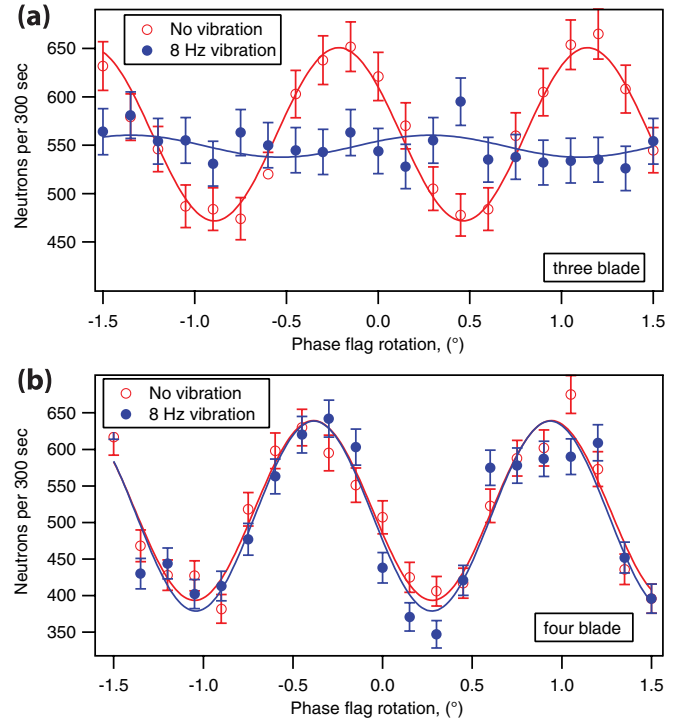 (a)
No vibration
8 Hz vibration
650
600
550
500
450
Neutrons per 300 sec
three blade
-1.5
-1.0
-0.5
0.0
0.5
1.0
1.5
Phase flag rotation, (°)
(b)
No vibration
8 Hz vibration
650
600
550
500
450
400
350
Neutrons per 300 sec
four blade
-1.5
-1.0
-0.5
0.0
0.5
1.0
1.5
Phase flag rotation, (°)